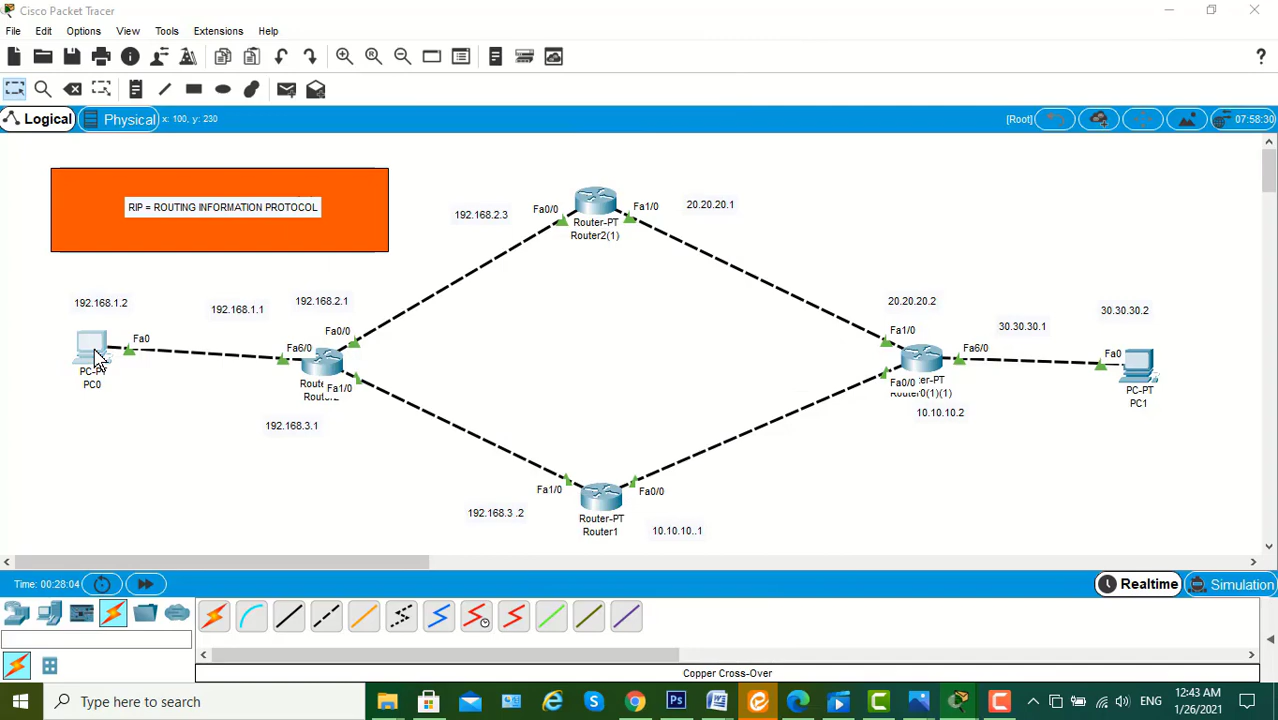 Cisco Packet Tracer
File Edit Options View Tools Extensions Help
?
Logical Physical x: 100, y: 230 [Root] 07:58:30
RIP = ROUTING INFORMATION PROTOCOL
192.168.2.3
Fa0/0
Fa1/0
20.20.20.1
Router-PT
Router2(1)
192.168.1.2
192.168.1.1
192.168.2.1
20.20.20.2
30.30.30.1
30.30.30.2
Fa0
Fa0/0
Fa6/0
Fa1/0
Fa6/0
Fa0
PC0
Fa1/0
Fa0/0
Router0(1)(1)
10.10.10.2
PC-PT
PC1
192.168.3.1
Fa1/0
Fa0/0
192.168.3 .2
Router-PT
Router1
10.10.10..1
Time: 00:28:04 Realtime Simulation
Copper Cross-Over
Type here to search
ENG
12:43 AM
1/26/2021